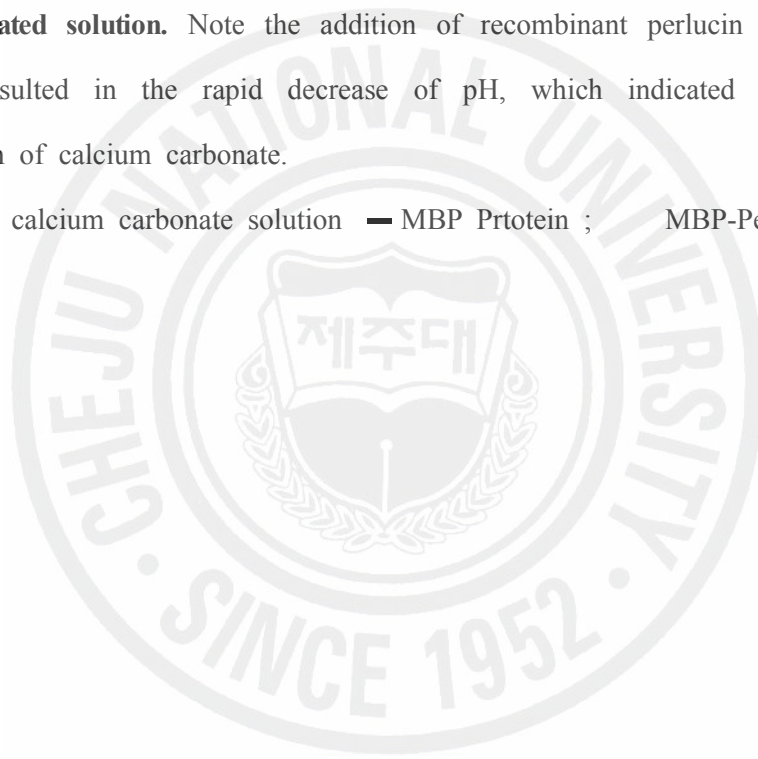 ated solution. Note the addition of recombinant perlucin
sulted in the rapid decrease of pH, which indicated
n of calcium carbonate.
calcium carbonate solution — MBP Prtotein ; MBP-Pe
CHEJU NATIONAL UNIVERSITY
제주대
· SINCE 1952 ·